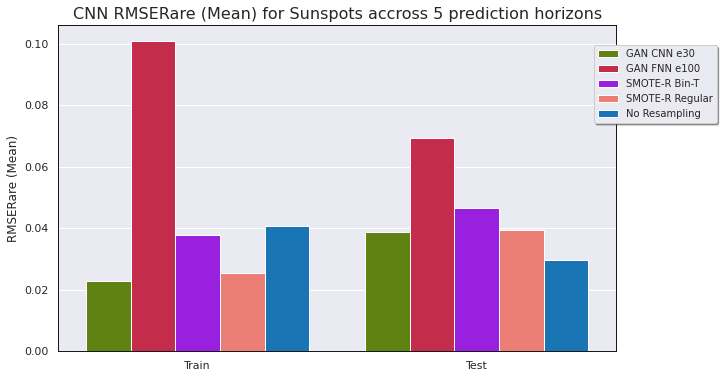 CNN RMSERare (Mean) for Sunspots accross 5 prediction horizons
RMSERare (Mean)
0.10
0.08
0.06
0.04
0.02
0.00
Train
Test
GAN CNN e30
GAN FNN e100
SMOTE-R Bin-T
SMOTE-R Regular
No Resampling